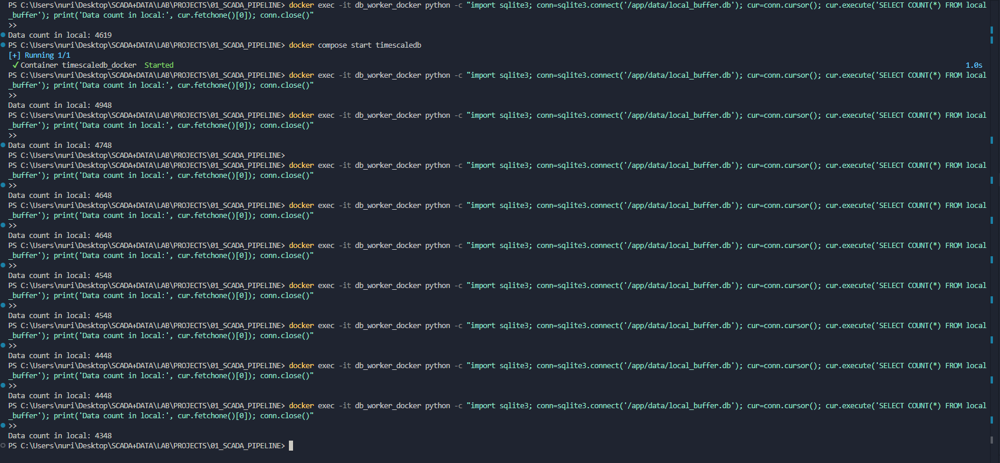 PS C:\Users\nuri\Desktop\SCADA+DATA\LAB\PROJECTS\01_SCADA_PIPELINE> docker exec -it db_worker_docker python -c "import sqlite3; conn=sqlite3.connect('/app/data/local_buffer.db'); cur=conn.cursor(); cur.execute('SELECT COUNT(*) FROM local
_buffer'); print('Data count in local:', cur.fetchone()[0]); conn.close()"
>>
Data count in local: 4619
PS C:\Users\nuri\Desktop\SCADA+DATA\LAB\PROJECTS\01_SCADA_PIPELINE> docker compose start timescaledb
[+] Running 1/1
✓Container timescaledb_docker Started 1.0s
PS C:\Users\nuri\Desktop\SCADA+DATA\LAB\PROJECTS\01_SCADA_PIPELINE> docker exec -it db_worker_docker python -c "import sqlite3; conn=sqlite3.connect('/app/data/local_buffer.db'); cur=conn.cursor(); cur.execute('SELECT COUNT(*) FROM local
_buffer'); print('Data count in local:', cur.fetchone()[0]); conn.close()"
>>
Data count in local: 4948
PS C:\Users\nuri\Desktop\SCADA+DATA\LAB\PROJECTS\01_SCADA_PIPELINE> docker exec -it db_worker_docker python -c "import sqlite3; conn=sqlite3.connect('/app/data/local_buffer.db'); cur=conn.cursor(); cur.execute('SELECT COUNT(*) FROM local
_buffer'); print('Data count in local:', cur.fetchone()[0]); conn.close()"
>>
Data count in local: 4748
PS C:\Users\nuri\Desktop\SCADA+DATA\LAB\PROJECTS\01_SCADA_PIPELINE>
PS C:\Users\nuri\Desktop\SCADA+DATA\LAB\PROJECTS\01_SCADA_PIPELINE> docker exec -it db_worker_docker python -c "import sqlite3; conn=sqlite3.connect('/app/data/local_buffer.db'); cur=conn.cursor(); cur.execute('SELECT COUNT(*) FROM local
_buffer'); print('Data count in local:', cur.fetchone()[0]); conn.close()"
>>
Data count in local: 4648
PS C:\Users\nuri\Desktop\SCADA+DATA\LAB\PROJECTS\01_SCADA_PIPELINE> docker exec -it db_worker_docker python -c "import sqlite3; conn=sqlite3.connect('/app/data/local_buffer.db'); cur=conn.cursor(); cur.execute('SELECT COUNT(*) FROM local
_buffer'); print('Data count in local:', cur.fetchone()[0]); conn.close()"
>>
Data count in local: 4648
PS C:\Users\nuri\Desktop\SCADA+DATA\LAB\PROJECTS\01_SCADA_PIPELINE> docker exec -it db_worker_docker python -c "import sqlite3; conn=sqlite3.connect('/app/data/local_buffer.db'); cur=conn.cursor(); cur.execute('SELECT COUNT(*) FROM local
_buffer'); print('Data count in local:', cur.fetchone()[0]); conn.close()"
>>
Data count in local: 4548
PS C:\Users\nuri\Desktop\SCADA+DATA\LAB\PROJECTS\01_SCADA_PIPELINE> docker exec -it db_worker_docker python -c "import sqlite3; conn=sqlite3.connect('/app/data/local_buffer.db'); cur=conn.cursor(); cur.execute('SELECT COUNT(*) FROM local
_buffer'); print('Data count in local:', cur.fetchone()[0]); conn.close()"
>>
Data count in local: 4548
PS C:\Users\nuri\Desktop\SCADA+DATA\LAB\PROJECTS\01_SCADA_PIPELINE> docker exec -it db_worker_docker python -c "import sqlite3; conn=sqlite3.connect('/app/data/local_buffer.db'); cur=conn.cursor(); cur.execute('SELECT COUNT(*) FROM local
_buffer'); print('Data count in local:', cur.fetchone()[0]); conn.close()"
>>
Data count in local: 4448
PS C:\Users\nuri\Desktop\SCADA+DATA\LAB\PROJECTS\01_SCADA_PIPELINE> docker exec -it db_worker_docker python -c "import sqlite3; conn=sqlite3.connect('/app/data/local_buffer.db'); cur=conn.cursor(); cur.execute('SELECT COUNT(*) FROM local
_buffer'); print('Data count in local:', cur.fetchone()[0]); conn.close()"
>>
Data count in local: 4448
PS C:\Users\nuri\Desktop\SCADA+DATA\LAB\PROJECTS\01_SCADA_PIPELINE> docker exec -it db_worker_docker python -c "import sqlite3; conn=sqlite3.connect('/app/data/local_buffer.db'); cur=conn.cursor(); cur.execute('SELECT COUNT(*) FROM local
_buffer'); print('Data count in local:', cur.fetchone()[0]); conn.close()"
>>
Data count in local: 4348
PS C:\Users\nuri\Desktop\SCADA+DATA\LAB\PROJECTS\01_SCADA_PIPELINE>